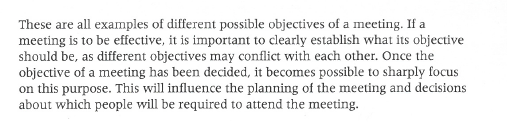 These are all examples of different possible objectives of a meeting. If a
meeting is to be effective, it is important to clearly establish what its objective
should be, as different objectives may conflict with each other. Once the
objective of a meeting has been decided, it becomes possible to sharply focus
on this purpose. This will influence the planning of the meeting and decisions
about which people will be required to attend the meeting.